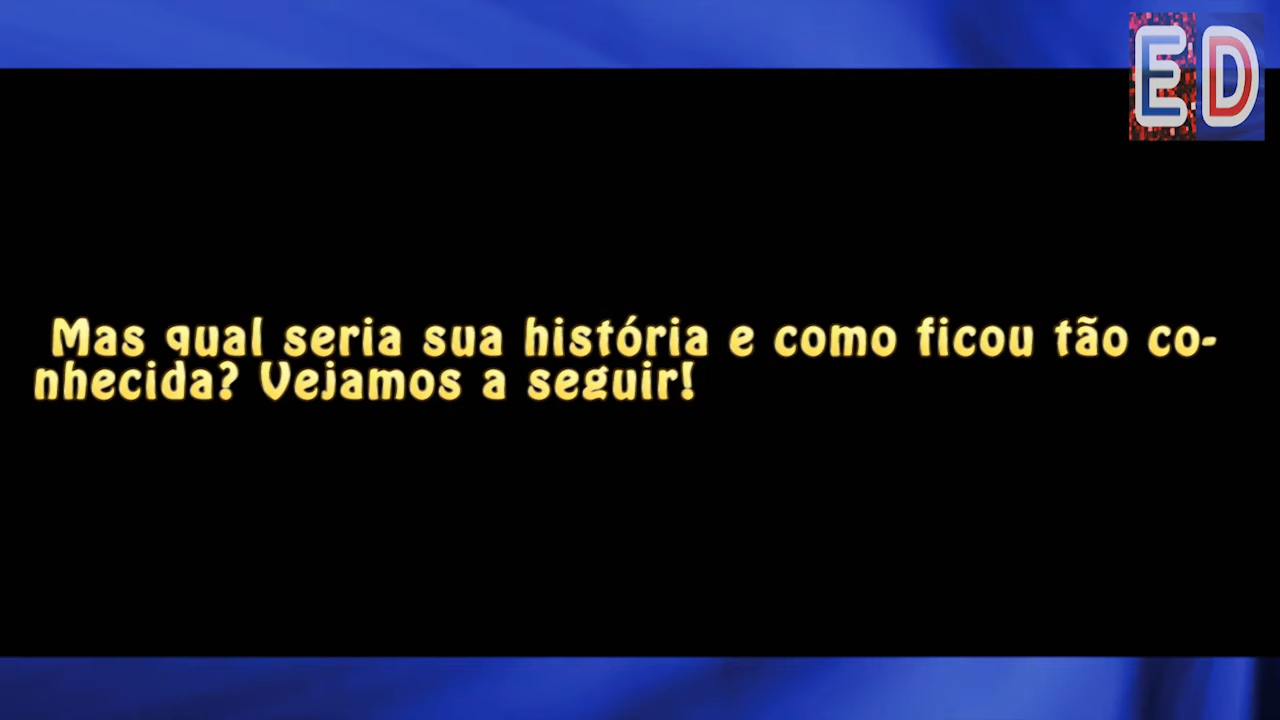 ED
Mas qual seria sua história e como ficou tão co-
nhecida? Vejamos a seguir!